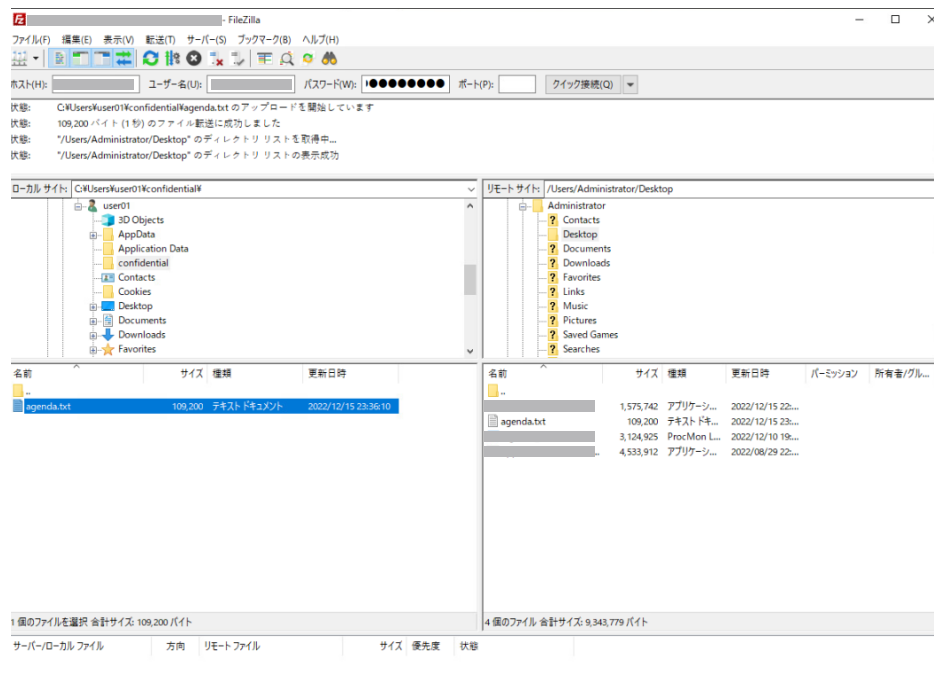 - FileZilla
ファイル(F) 編集(E) 表示(V) 転送(T) サーバー(S) ブックマーク(B) ヘルプ(H)
ホスト(H): ユーザー名(U): パスワード(W): ●●●●●●●●● ポート(P): クイック接続(Q)
状態: C:¥Users¥user01¥confidential¥agenda.txt のアップロードを開始しています
状態: 109,200 バイト (1 秒) のファイル転送に成功しました
状態: "/Users/Administrator/Desktop" のディレクトリ リストを取得中...
状態: "/Users/Administrator/Desktop" のディレクトリ リストの表示成功
ローカル サイト: C:¥Users¥user01¥confidential¥
user01
3D Objects
AppData
Application Data
confidential
Contacts
Cookies
Desktop
Documents
Downloads
Favorites
リモート サイト: /Users/Administrator/Desktop
Administrator
Contacts
Desktop
Documents
Downloads
Favorites
Links
Music
Pictures
Saved Games
Searches
名前 サイズ 種類 更新日時
..
agenda.txt 109,200 テキスト ドキュメント 2022/12/15 23:36:10
1 個のファイルを選択 合計サイズ: 109,200 バイト
名前 サイズ 種類 更新日時 パーミッション 所有者/グル...
..
1,575,742 アプリケーシ... 2022/12/15 22:...
agenda.txt 109,200 テキスト ドキ... 2022/12/15 23:...
3,124,925 ProcMon L... 2022/12/10 19:...
.. 4,533,912 アプリケーシ... 2022/08/29 22:...
4 個のファイル 合計サイズ: 9,343,779 バイト
サーバー/ローカル ファイル 方向 リモート ファイル サイズ 優先度 状態